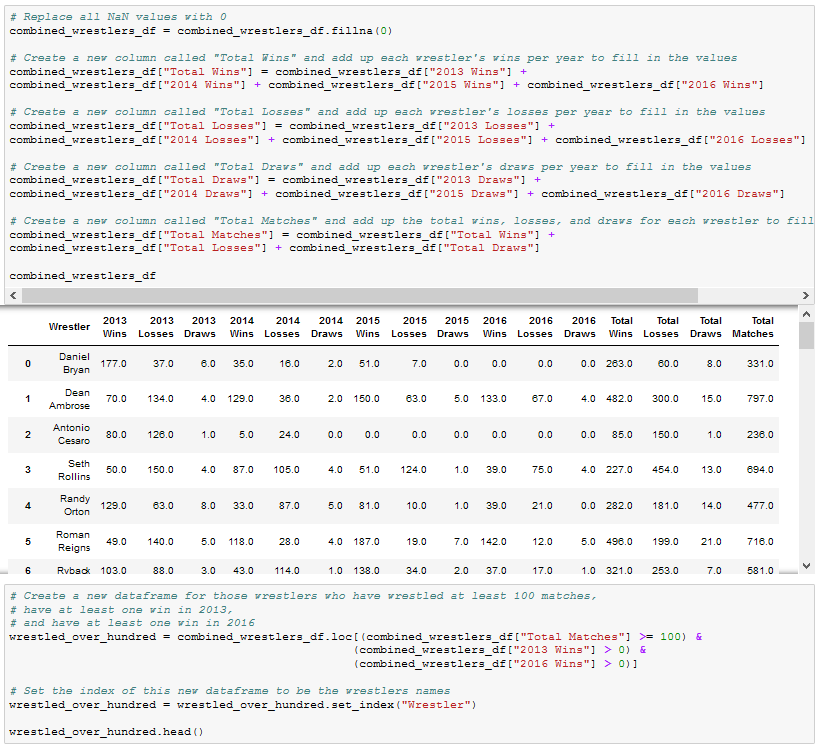 # Replace all NaN values with 0
combined_wrestlers_df = combined_wrestlers_df.fillna(0)
# Create a new column called "Total Wins" and add up each wrestler's wins per year to fill in the values
combined_wrestlers_df["Total Wins"] = combined_wrestlers_df["2013 Wins"] +
combined_wrestlers_df["2014 Wins"] + combined_wrestlers_df["2015 Wins"] + combined_wrestlers_df["2016 Wins"]
# Create a new column called "Total Losses" and add up each wrestler's losses per year to fill in the values
combined_wrestlers_df["Total Losses"] = combined_wrestlers_df["2013 Losses"] +
combined_wrestlers_df["2014 Losses"] + combined_wrestlers_df["2015 Losses"] + combined_wrestlers_df["2016 Losses"]
# Create a new column called "Total Draws" and add up each wrestler's draws per year to fill in the values
combined_wrestlers_df["Total Draws"] = combined_wrestlers_df["2013 Draws"] +
combined_wrestlers_df["2014 Draws"] + combined_wrestlers_df["2015 Draws"] + combined_wrestlers_df["2016 Draws"]
# Create a new column called "Total Matches" and add up the total wins, losses, and draws for each wrestler to fill
combined_wrestlers_df["Total Matches"] = combined_wrestlers_df["Total Wins"] +
combined_wrestlers_df["Total Losses"] + combined_wrestlers_df["Total Draws"]
combined_wrestlers_df
Wrestler 2013 Wins 2013 Losses 2013 Draws 2014 Wins 2014 Losses 2014 Draws 2015 Wins 2015 Losses 2015 Draws 2016 Wins 2016 Losses 2016 Draws Total Wins Total Losses Total Draws Total Matches
0 Daniel Bryan 177.0 37.0 6.0 35.0 16.0 2.0 51.0 7.0 0.0 0.0 0.0 0.0 263.0 60.0 8.0 331.0
1 Dean Ambrose 70.0 134.0 4.0 129.0 36.0 2.0 150.0 63.0 5.0 133.0 67.0 4.0 482.0 300.0 15.0 797.0
2 Antonio Cesaro 80.0 126.0 1.0 5.0 24.0 0.0 0.0 0.0 0.0 0.0 0.0 0.0 85.0 150.0 1.0 236.0
3 Seth Rollins 50.0 150.0 4.0 87.0 105.0 4.0 51.0 124.0 1.0 39.0 75.0 4.0 227.0 454.0 13.0 694.0
4 Randy Orton 129.0 63.0 8.0 33.0 87.0 5.0 81.0 10.0 1.0 39.0 21.0 0.0 282.0 181.0 14.0 477.0
5 Roman Reigns 49.0 140.0 5.0 118.0 28.0 4.0 187.0 19.0 7.0 142.0 12.0 5.0 496.0 199.0 21.0 716.0
6 Ryback 103.0 88.0 3.0 43.0 114.0 1.0 138.0 34.0 2.0 37.0 17.0 1.0 321.0 253.0 7.0 581.0
# Create a new dataframe for those wrestlers who have wrestled at least 100 matches,
# have at least one win in 2013,
# and have at least one win in 2016
wrestled_over_hundred = combined_wrestlers_df.loc[(combined_wrestlers_df["Total Matches"] >= 100) &
(combined_wrestlers_df["2013 Wins"] > 0) &
(combined_wrestlers_df["2016 Wins"] > 0)]
# Set the index of this new dataframe to be the wrestlers names
wrestled_over_hundred = wrestled_over_hundred.set_index("Wrestler")
wrestled_over_hundred.head()